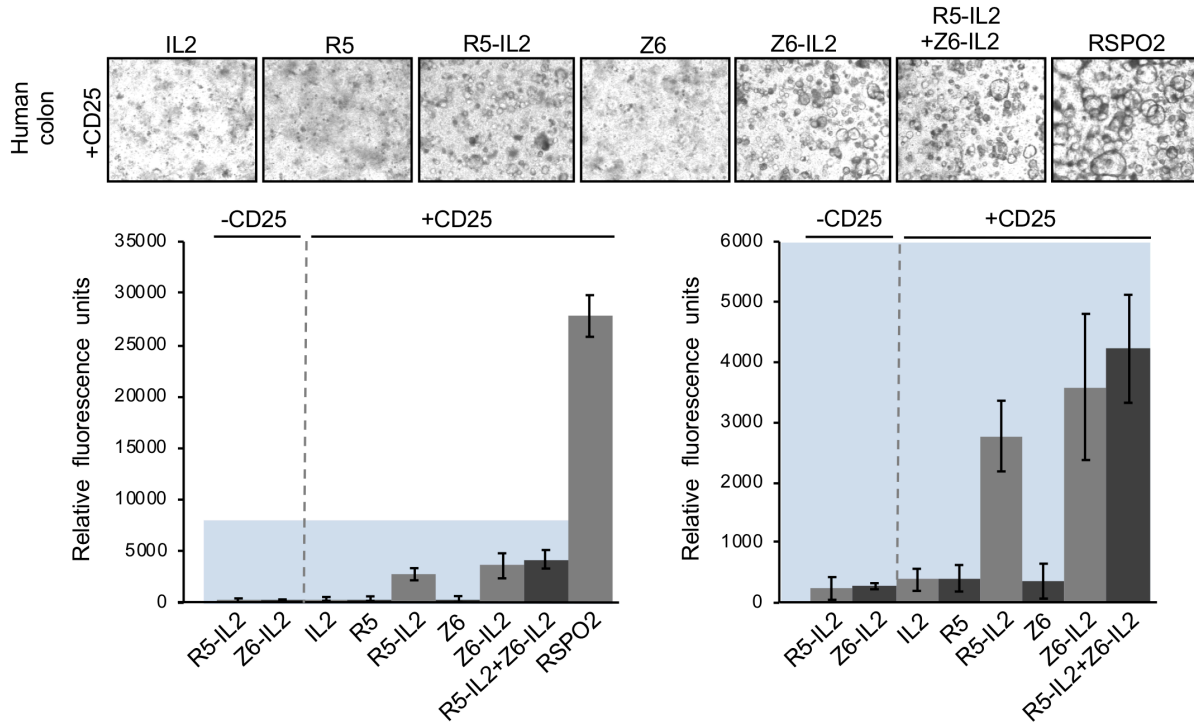 IL2
R5
R5-IL2
Z6
Z6-IL2
R5-IL2
+Z6-IL2
RSPO2
Human
colon
+CD25
-CD25
+CD25
Relative fluorescence units
35000
30000
25000
20000
15000
10000
5000
0
R5-IL2
Z6-IL2
IL2
R5
R5-IL2
Z6
Z6-IL2
R5-IL2+Z6-IL2
RSPO2
-CD25
+CD25
Relative fluorescence units
6000
5000
4000
3000
2000
1000
0
R5-IL2
Z6-IL2
IL2
R5
R5-IL2
Z6
Z6-IL2
R5-IL2+Z6-IL2